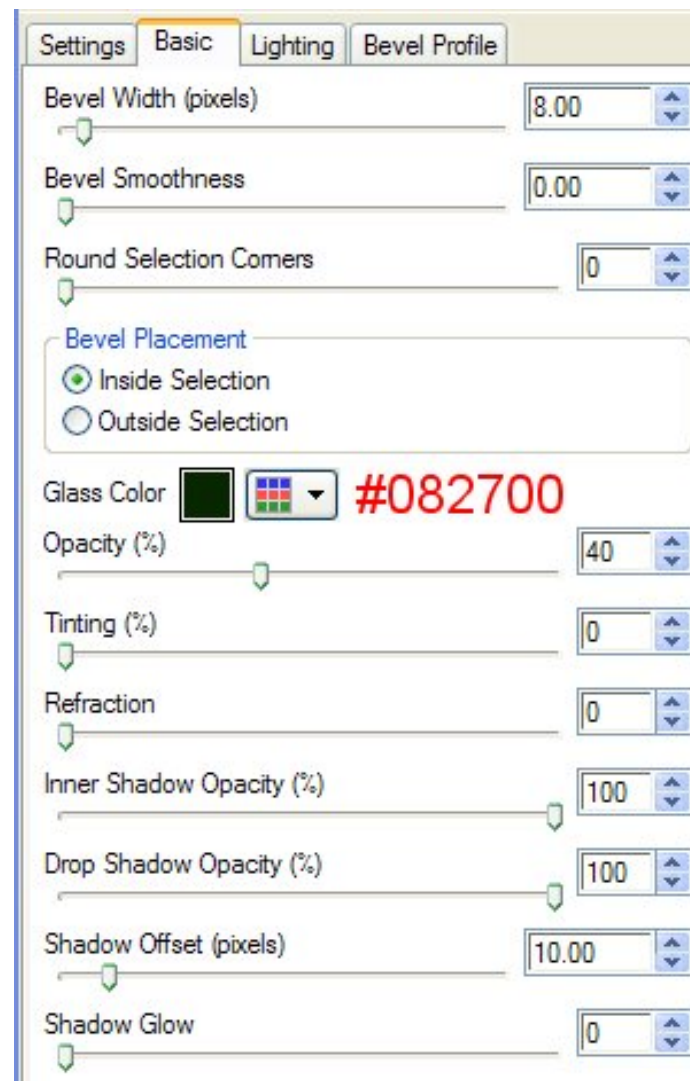 Settings Basic Lighting Bevel Profile
Bevel Width (pixels) 8.00
Bevel Smoothness 0.00
Round Selection Corners 0
Bevel Placement
Inside Selection
Outside Selection
Glass Color #082700
Opacity (%) 40
Tinting (%) 0
Refraction 0
Inner Shadow Opacity (%) 100
Drop Shadow Opacity (%) 100
Shadow Offset (pixels) 10.00
Shadow Glow 0